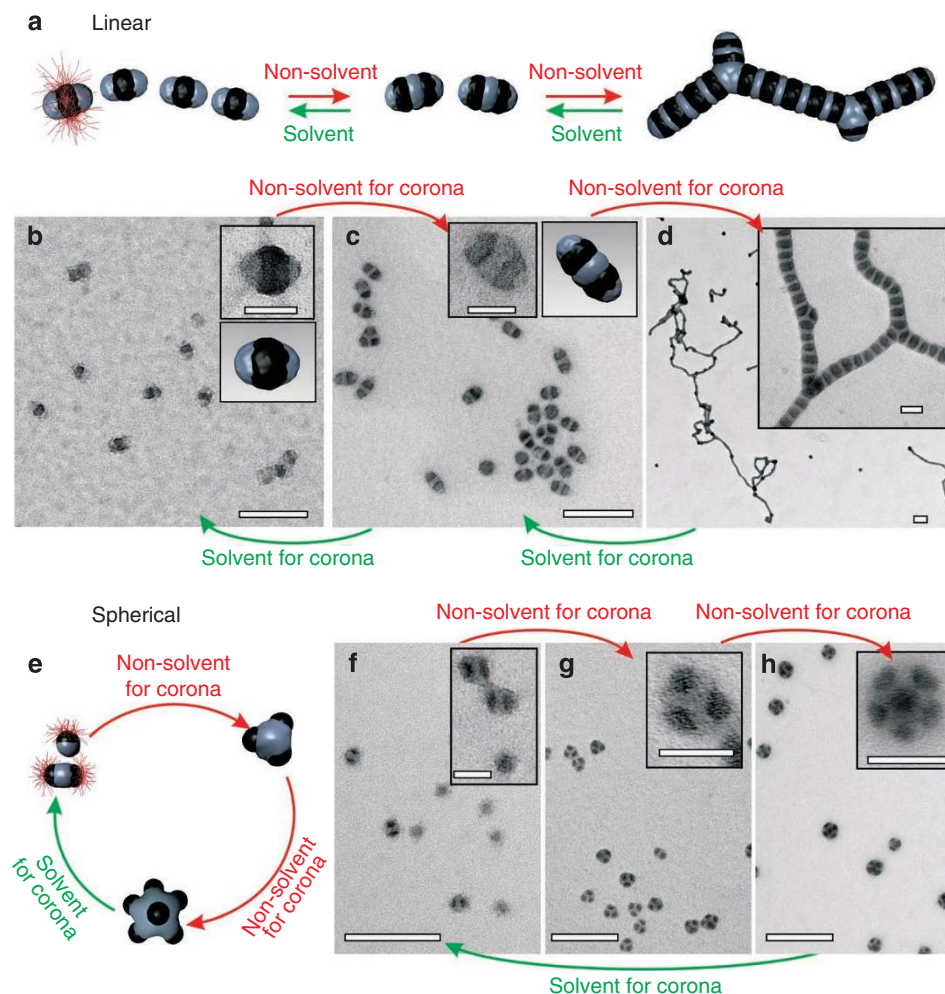 a Linear
Non-solvent
Solvent
Non-solvent
Solvent
Non-solvent for corona
Non-solvent for corona
b
c
d
Solvent for corona
Solvent for corona
Spherical
Non-solvent for corona
Non-solvent for corona
e
Non-solvent
for corona
Non-solvent
for corona
Solvent
for corona
f
g
h
Solvent for corona